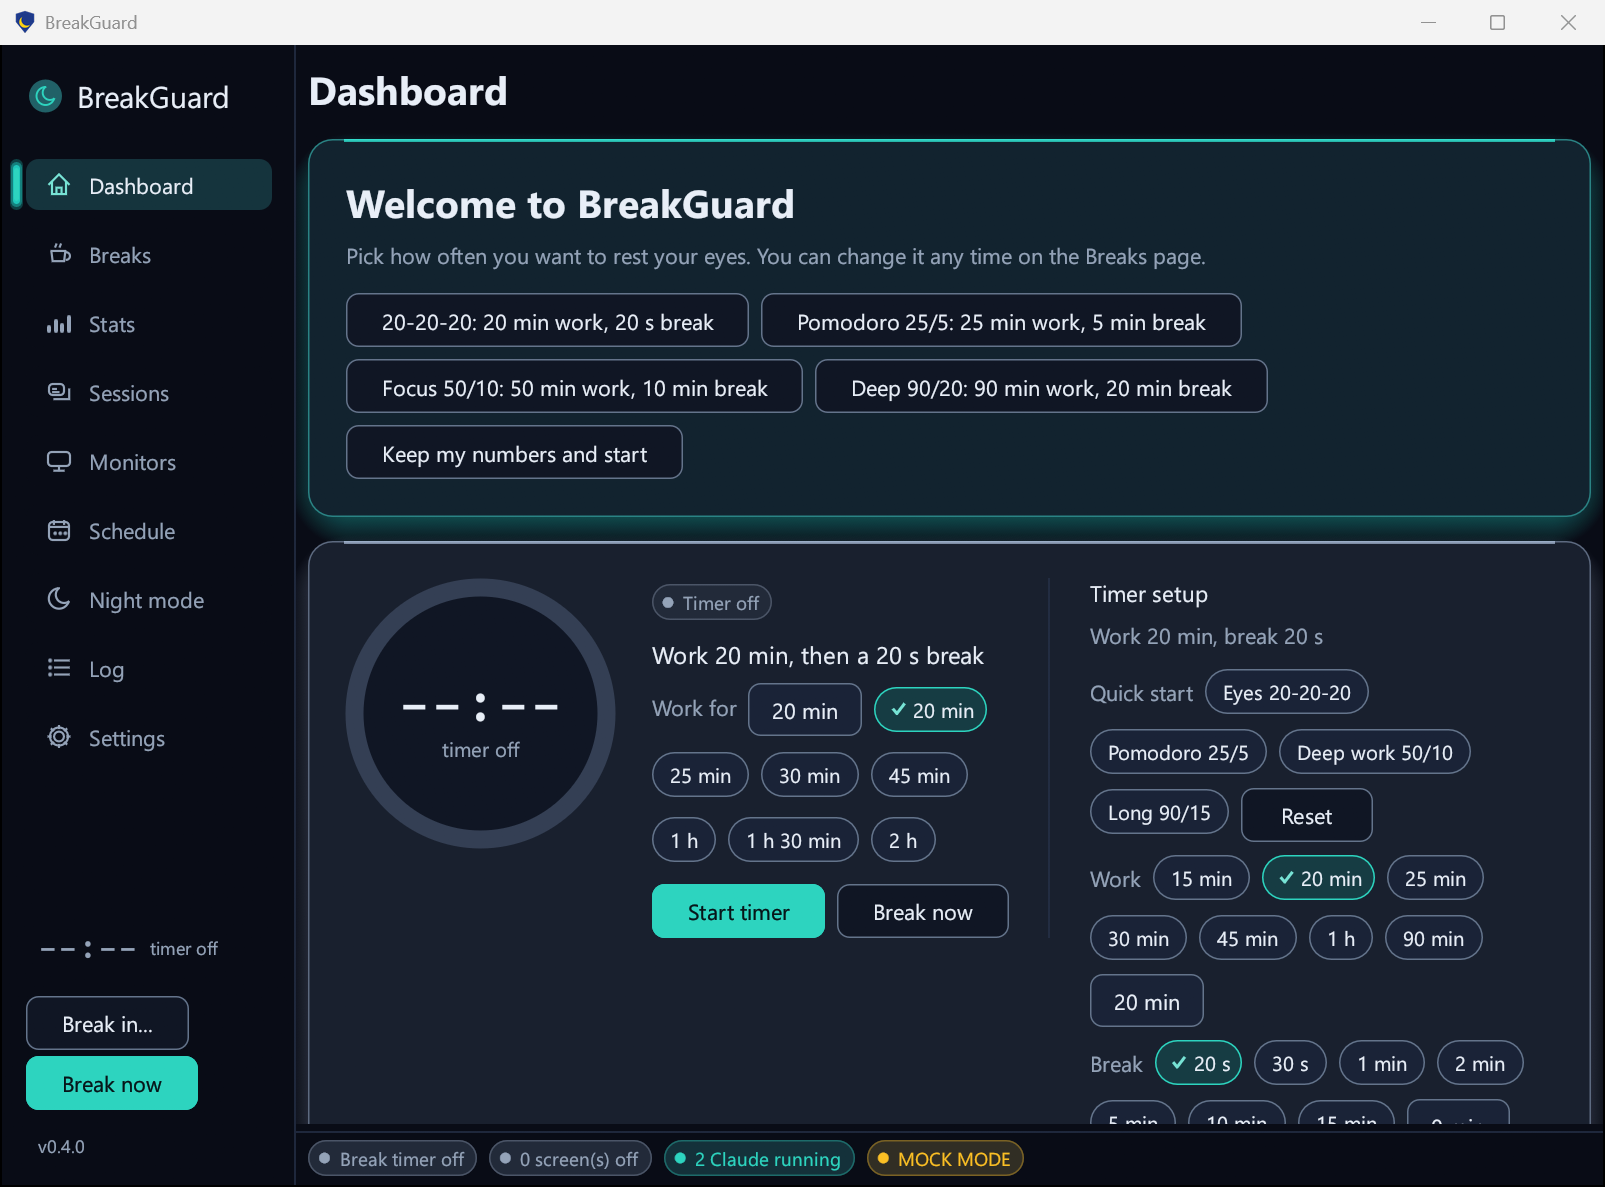 BreakGuard
BreakGuard
Dashboard
Breaks
Stats
Sessions
Monitors
Schedule
Night mode
Log
Settings
--:-- timer off
Break in...
Break now
v0.4.0
Dashboard
Welcome to BreakGuard
Pick how often you want to rest your eyes. You can change it any time on the Breaks page.
20-20-20: 20 min work, 20 s break
Pomodoro 25/5: 25 min work, 5 min break
Focus 50/10: 50 min work, 10 min break
Deep 90/20: 90 min work, 20 min break
Keep my numbers and start
--:--
timer off
Timer off
Work 20 min, then a 20 s break
Work for 20 min 20 min
25 min 30 min 45 min
1 h 1 h 30 min 2 h
Start timer Break now
Timer setup
Work 20 min, break 20 s
Quick start Eyes 20-20-20
Pomodoro 25/5 Deep work 50/10
Long 90/15 Reset
Work 15 min 20 min 25 min
30 min 45 min 1 h 90 min
20 min
Break 20 s 30 s 1 min 2 min
5 min 10 min 15 min
Break timer off 0 screen(s) off 2 Claude running MOCK MODE